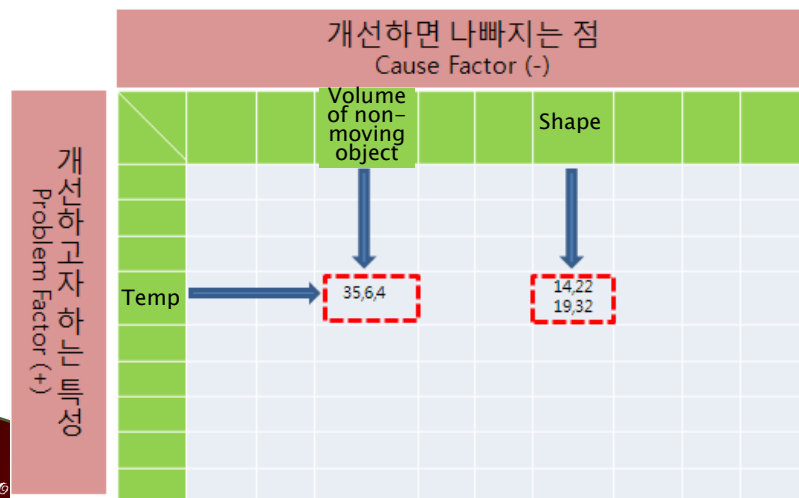 개선하면 나빠지는 점
Cause Factor (-)
Volume
of non-
moving
object
Shape
개선하고자 하는 특성
Problem Factor (+)
Temp
35,6,4
14,22
19,32